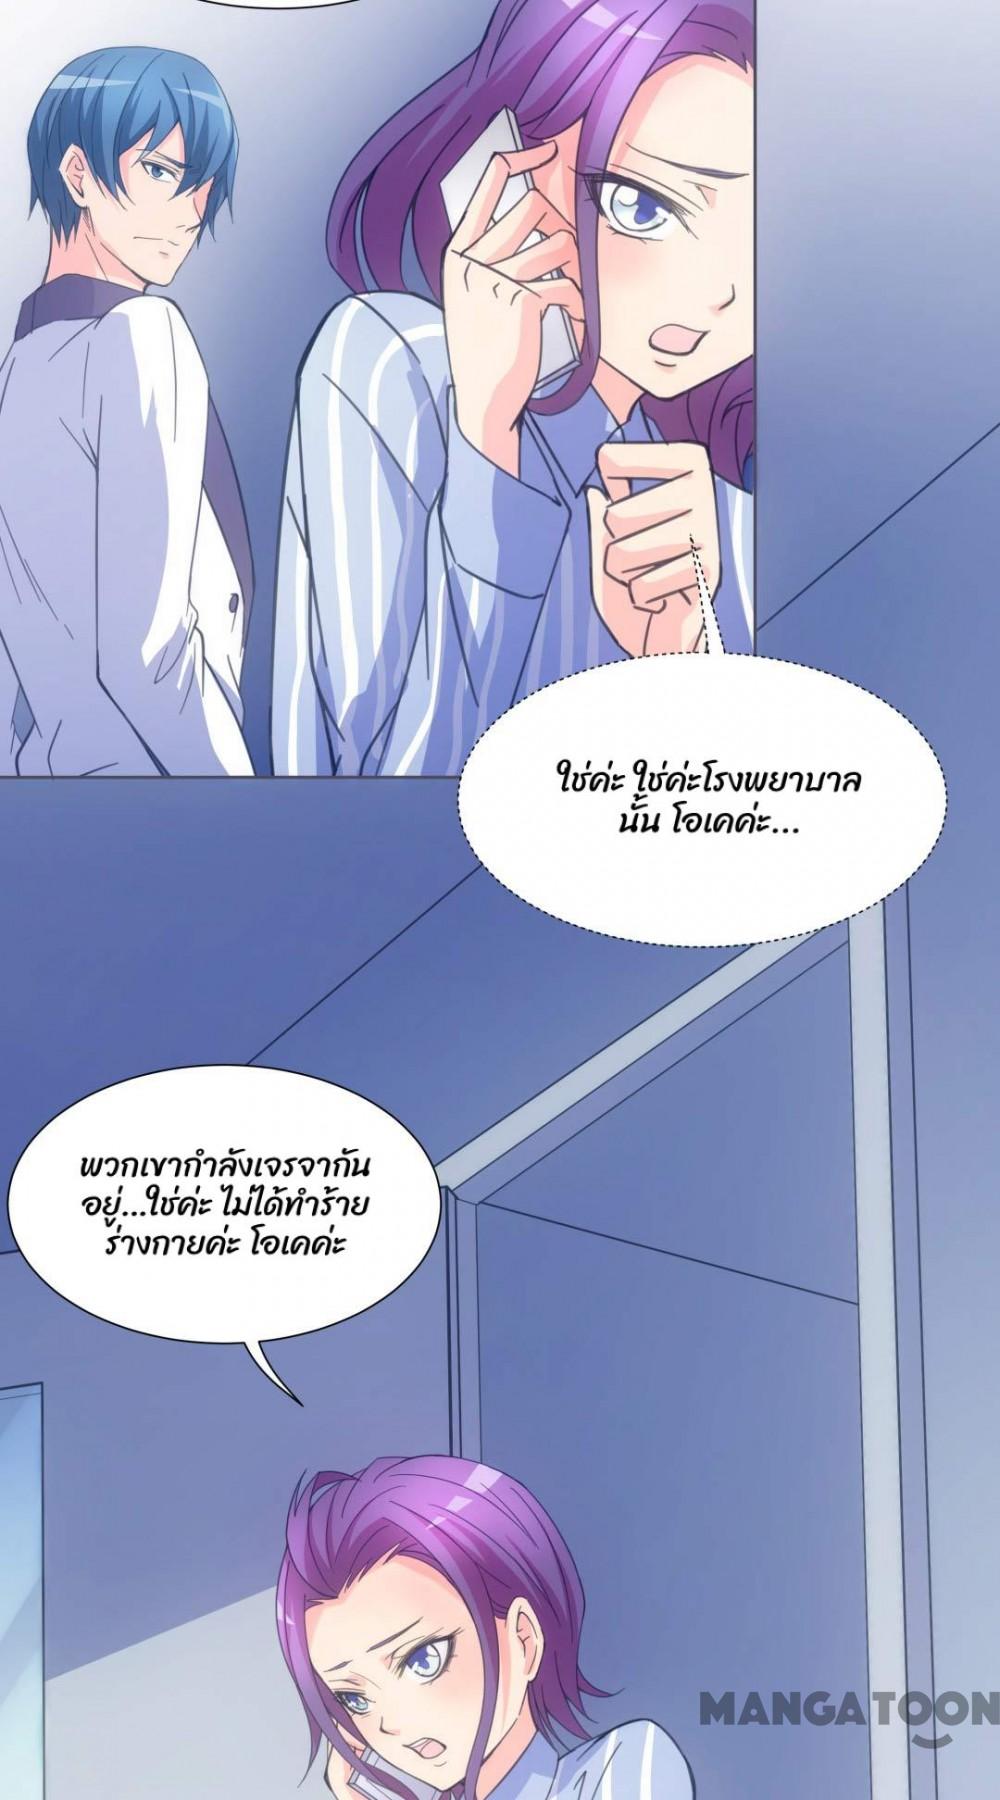 ใช่ค่ะ ใช่ค่ะโรงพยาบาล
นั้น โอเคค่ะ...
พวกเขากำลังเจรจากัน
อยู่...ใช่ค่ะ ไม่ได้ทำร้าย
ร่างกายค่ะ โอเคค่ะ
MANGATOON